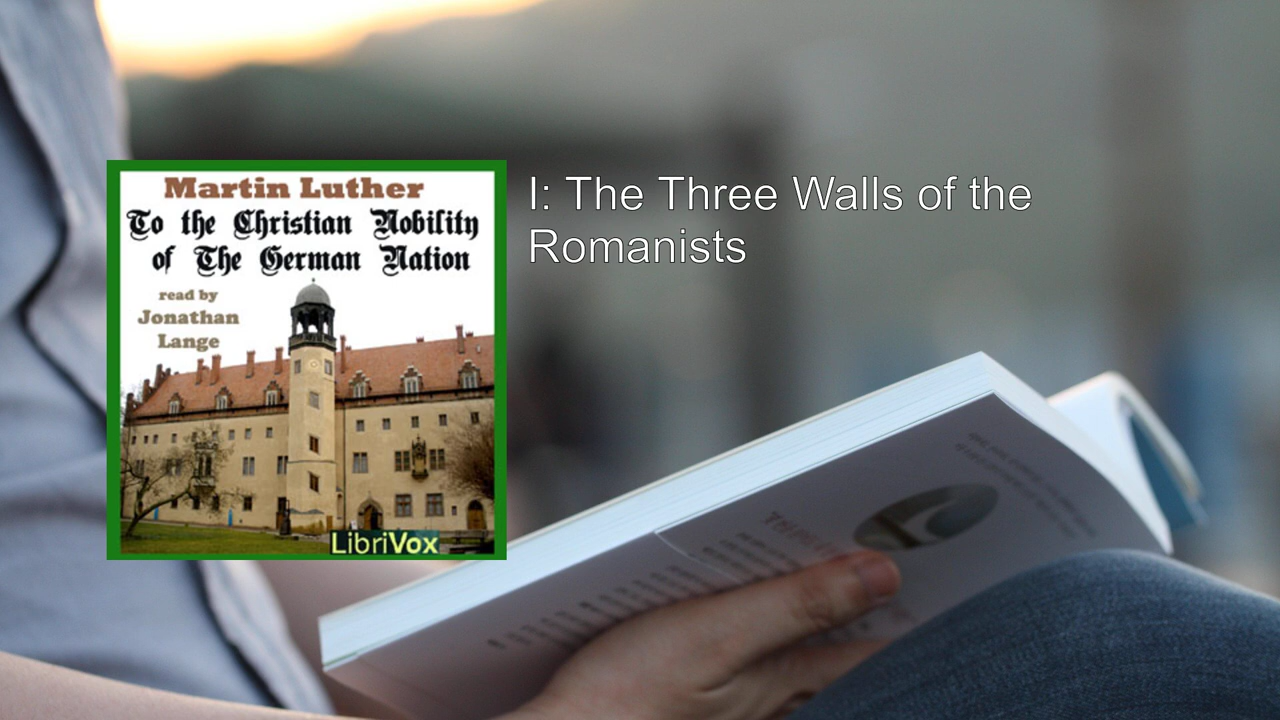 Martin Luther
To the Christian Nobility
of The German Nation
read by
Jonathan
Lange
LibriVox
I: The Three Walls of the
Romanists